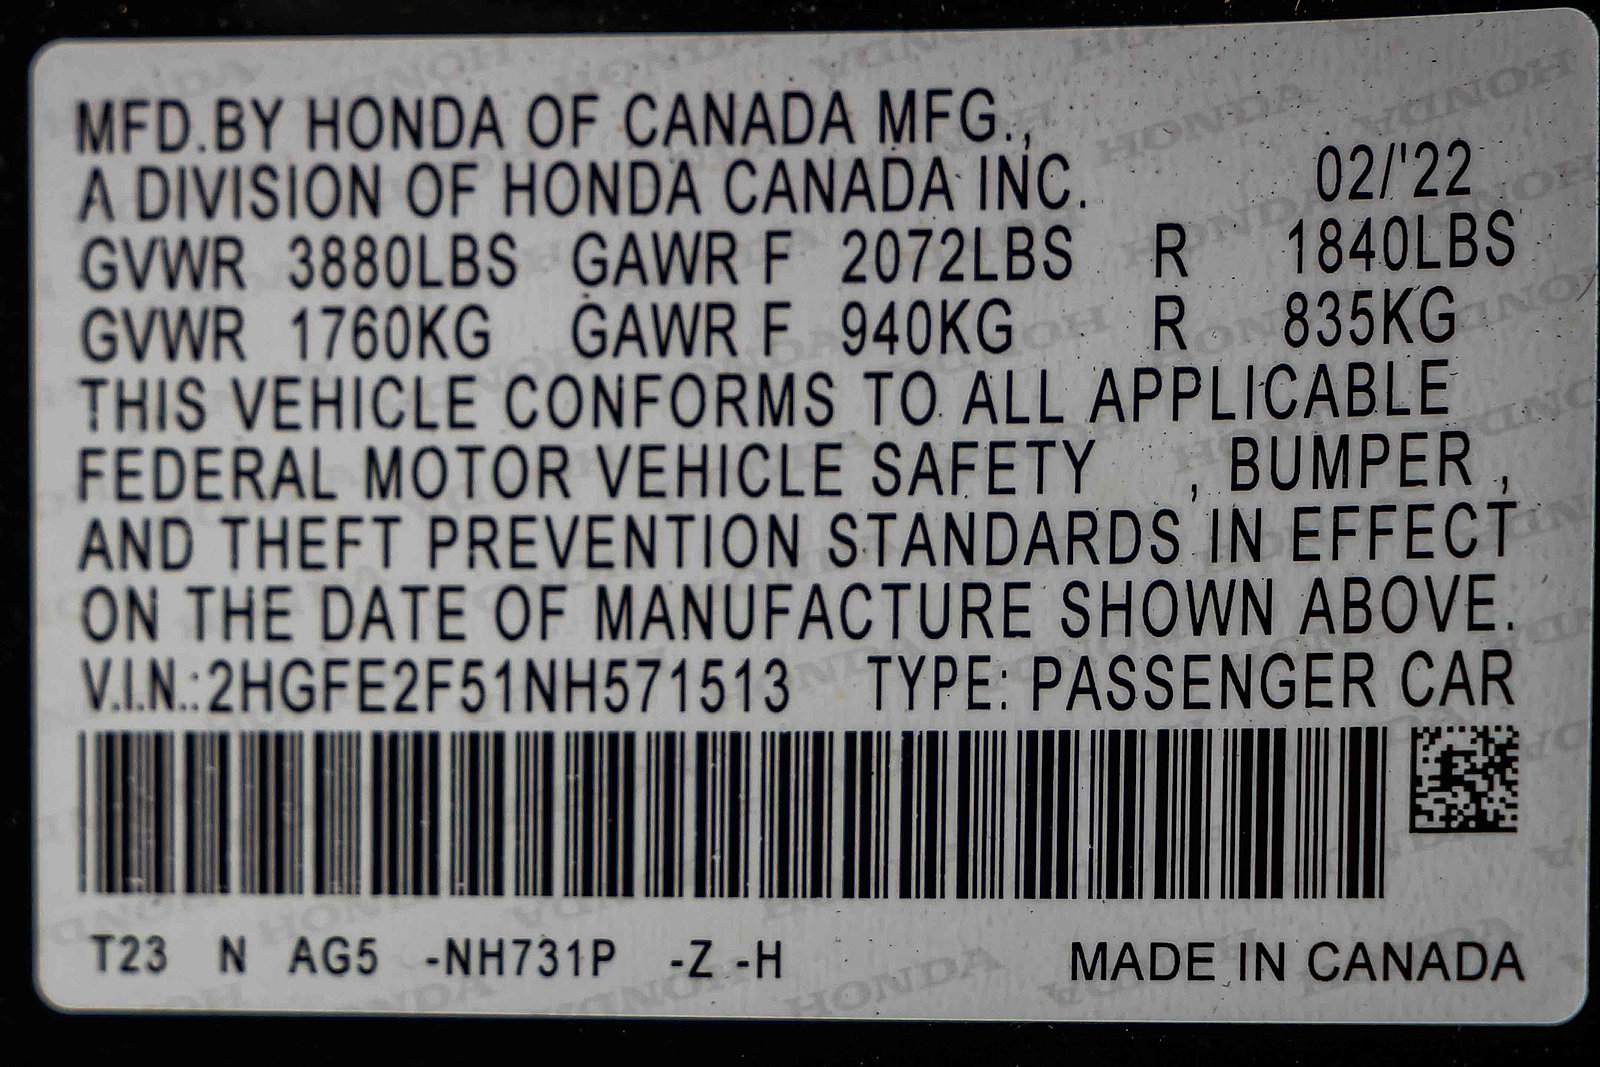 MFD.BY HONDA OF CANADA MFG.,
A DIVISION OF HONDA CANADA INC. 02/'22
GVWR 3880LBS GAWR F 2072LBS R 1840LBS
GVWR 1760KG GAWR F 940KG R 835KG
THIS VEHICLE CONFORMS TO ALL APPLICABLE
FEDERAL MOTOR VEHICLE SAFETY , BUMPER ,
AND THEFT PREVENTION STANDARDS IN EFFECT
ON THE DATE OF MANUFACTURE SHOWN ABOVE.
V.I.N.:2HGFE2F51NH571513 TYPE: PASSENGER CAR
T23 N AG5 -NH731P -Z -H MADE IN CANADA